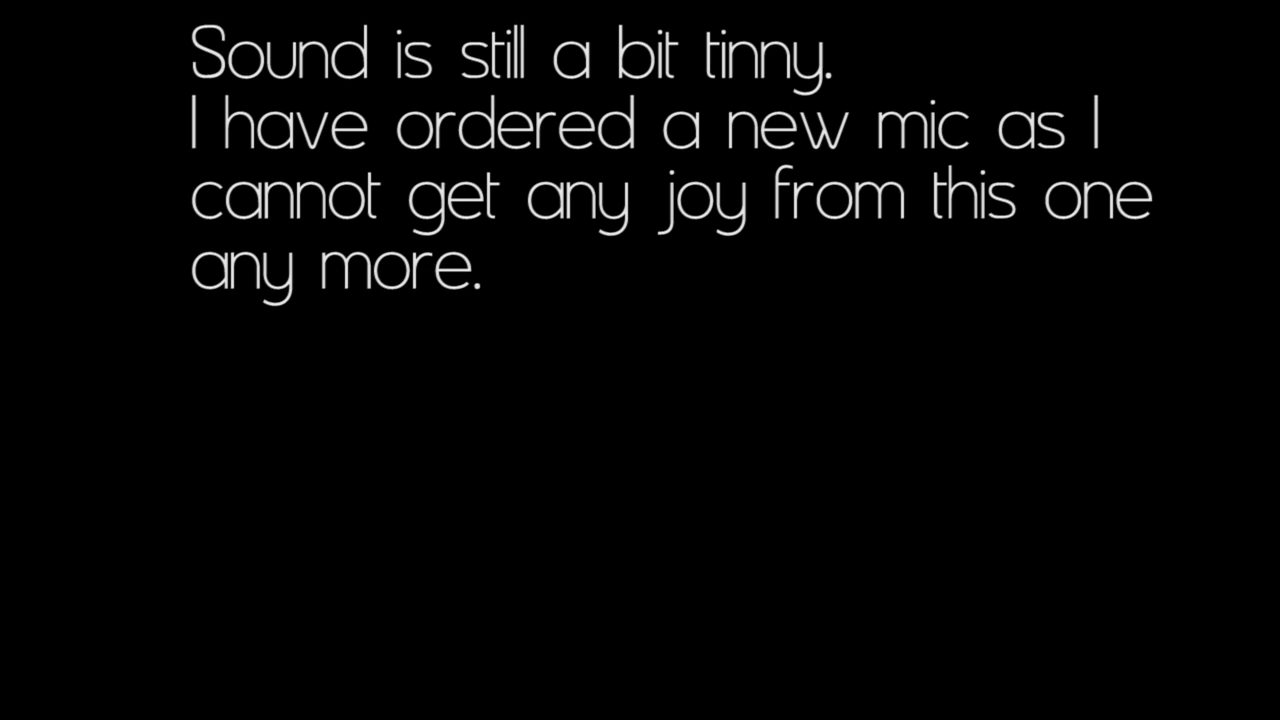 Sound is still a bit tinny.
I have ordered a new mic as I
cannot get any joy from this one
any more.